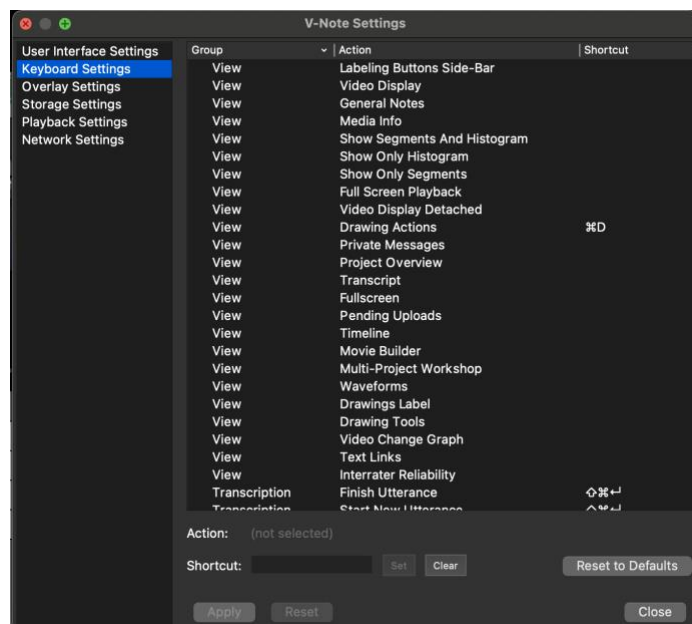 V-Note Settings
User Interface Settings
Keyboard Settings
Overlay Settings
Storage Settings
Playback Settings
Network Settings
Group Action Shortcut
View Labeling Buttons Side-Bar
View Video Display
View General Notes
View Media Info
View Show Segments And Histogram
View Show Only Histogram
View Show Only Segments
View Full Screen Playback
View Video Display Detached
View Drawing Actions ⌘D
View Private Messages
View Project Overview
View Transcript
View Fullscreen
View Pending Uploads
View Timeline
View Movie Builder
View Multi-Project Workshop
View Waveforms
View Drawings Label
View Drawing Tools
View Video Change Graph
View Text Links
View Interrater Reliability
Transcription Finish Utterance ⇧⌘↩
Transcription Start New Utterance
Action: (not selected)
Shortcut: Set Clear Reset to Defaults
Apply Reset Close